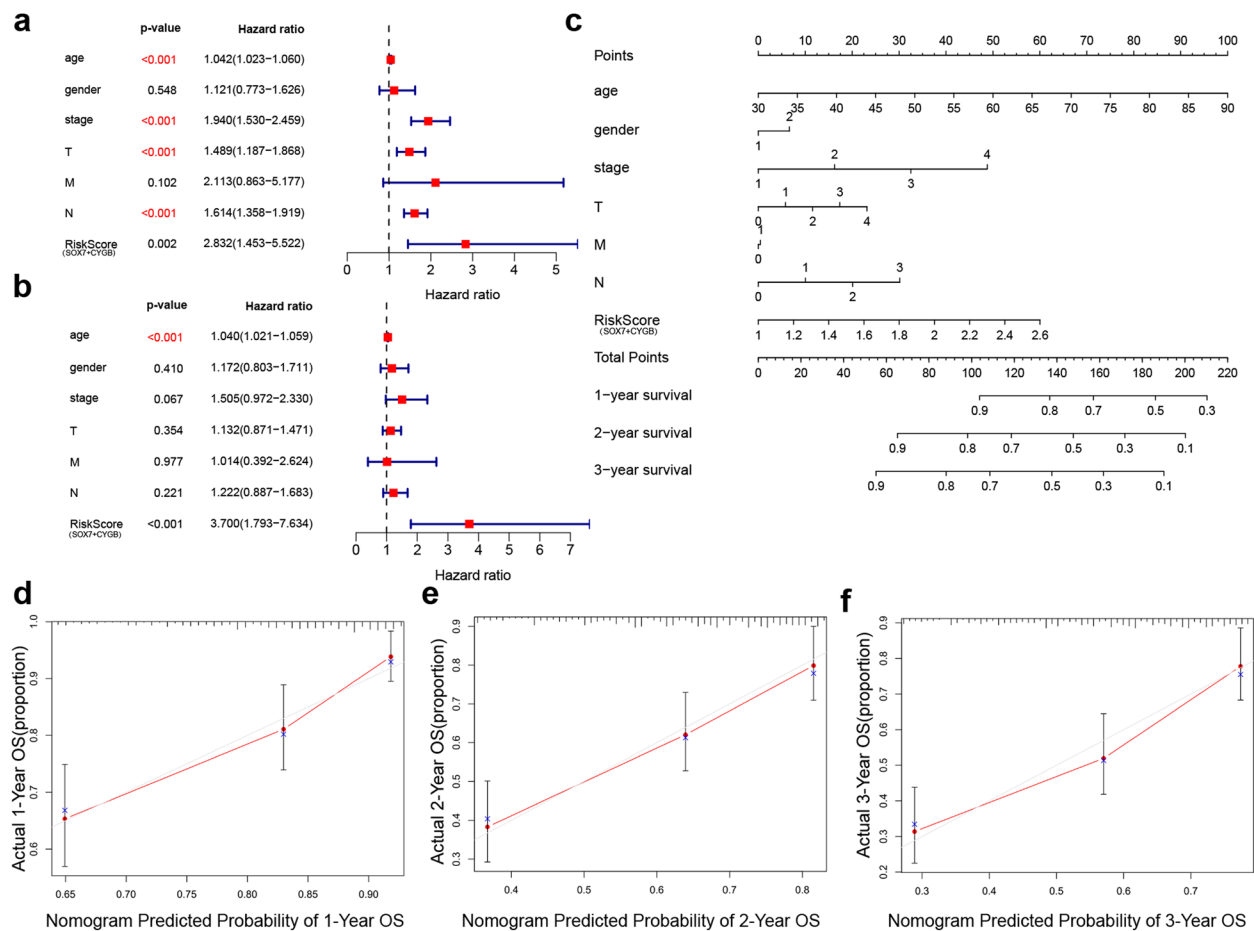 a
p-value Hazard ratio
age <0.001 1.042(1.023−1.060)
gender 0.548 1.121(0.773−1.626)
stage <0.001 1.940(1.530−2.459)
T <0.001 1.489(1.187−1.868)
M 0.102 2.113(0.863−5.177)
N <0.001 1.614(1.358−1.919)
RiskScore 0.002 2.832(1.453−5.522)
(SOX7+CYGB)
0 1 2 3 4 5
Hazard ratio
b
p-value Hazard ratio
age <0.001 1.040(1.021−1.059)
gender 0.410 1.172(0.803−1.711)
stage 0.067 1.505(0.972−2.330)
T 0.354 1.132(0.871−1.471)
M 0.977 1.014(0.392−2.624)
N 0.221 1.222(0.887−1.683)
RiskScore <0.001 3.700(1.793−7.634)
(SOX7+CYGB)
0 1 2 3 4 5 6 7
Hazard ratio
c
0 10 20 30 40 50 60 70 80 90 100
Points
age
30 35 40 45 50 55 60 65 70 75 80 85 90
2
gender
1
2 4
stage
1 3
1 3
T
0 2 4
1
M
0
1 3
N
0 2
RiskScore
(SOX7+CYGB)
1 1.2 1.4 1.6 1.8 2 2.2 2.4 2.6
Total Points
0 20 40 60 80 100 120 140 160 180 200 220
1−year survival
0.9 0.8 0.7 0.5 0.3
2−year survival
0.9 0.8 0.7 0.5 0.3 0.1
3−year survival
0.9 0.8 0.7 0.5 0.3 0.1
d
Actual 1-Year OS(proportion)
1.0
0.9
0.8
0.7
0.6
0.65 0.70 0.75 0.80 0.85 0.90
Nomogram Predicted Probability of 1-Year OS
e
Actual 2-Year OS(proportion)
0.9
0.8
0.7
0.6
0.5
0.4
0.3
0.4 0.5 0.6 0.7 0.8
Nomogram Predicted Probability of 2-Year OS
f
Actual 3-Year OS(proportion)
0.9
0.8
0.7
0.6
0.5
0.4
0.3
0.2
0.3 0.4 0.5 0.6 0.7
Nomogram Predicted Probability of 3-Year OS